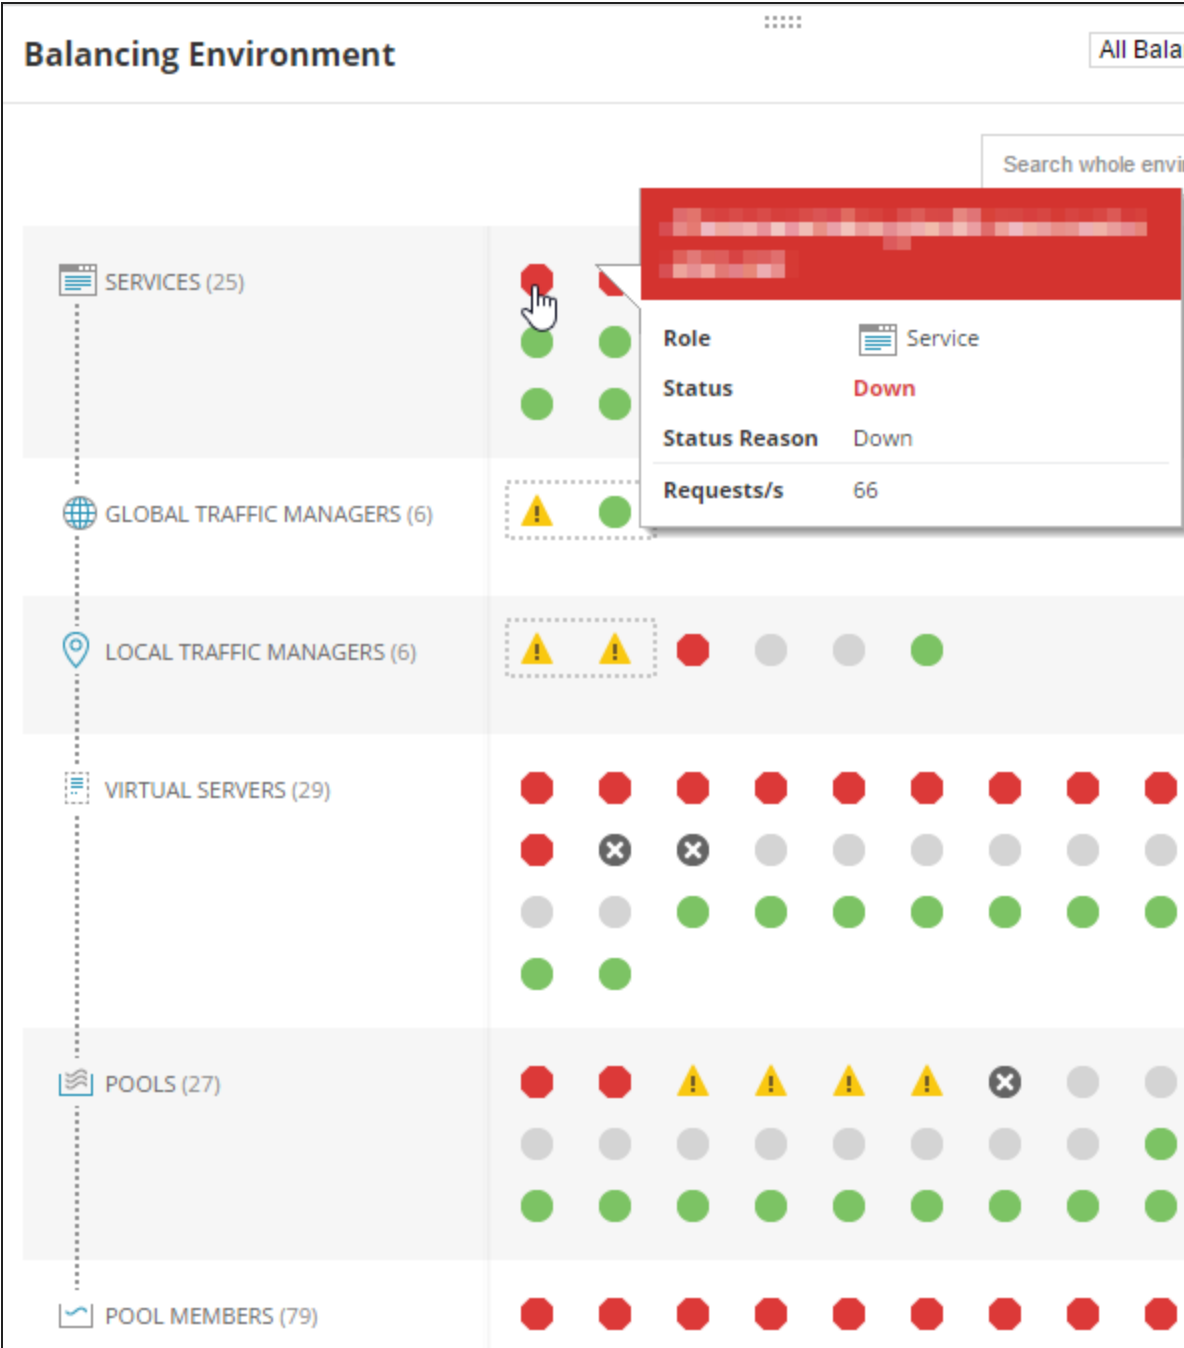 Balancing Environment
All Bala
Search whole envi
SERVICES (25)
Role Service
Status Down
Status Reason Down
Requests/s 66
GLOBAL TRAFFIC MANAGERS (6)
LOCAL TRAFFIC MANAGERS (6)
VIRTUAL SERVERS (29)
POOLS (27)
POOL MEMBERS (79)